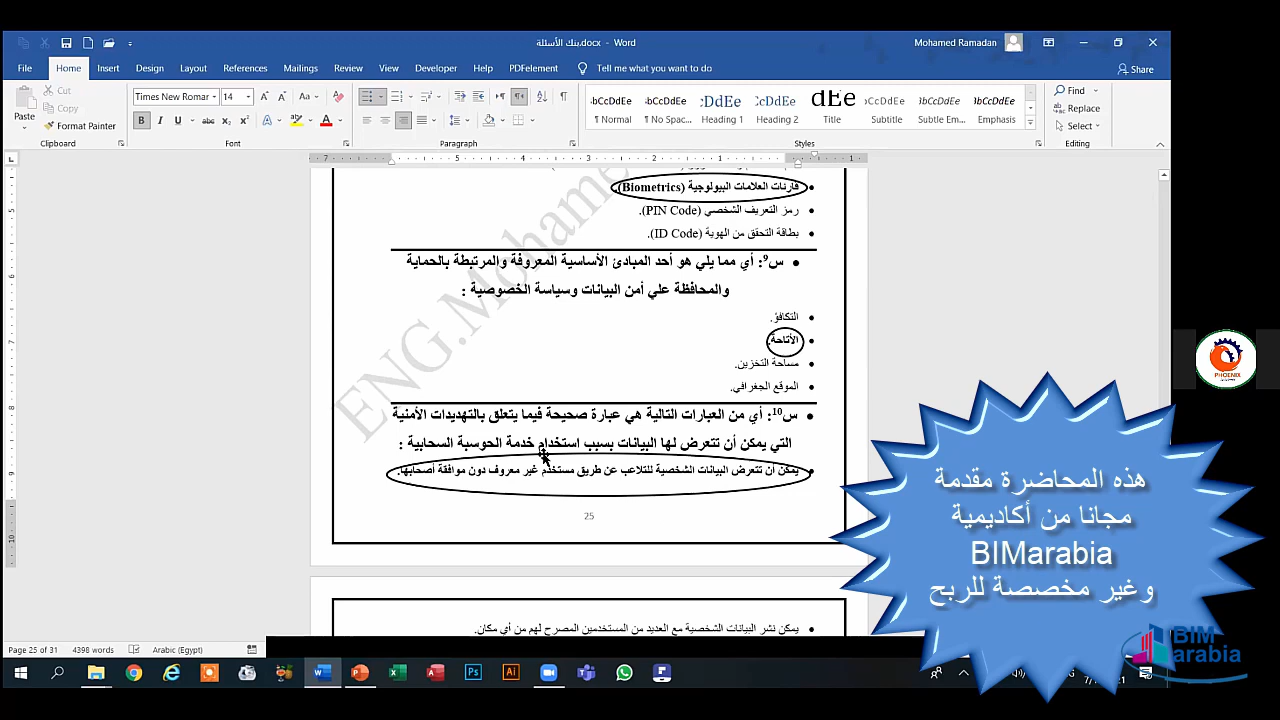 بنك الأسئلة.docx - Word
Mohamed Ramadan
File Home Insert Design Layout References Mailings Review View Developer Help PDFelement Tell me what you want to do
Share
Paste
Cut
Copy
Format Painter
Times New Romar 14
Find
Replace
Select
Normal No Spac... Heading 1 Heading 2 Title Subtitle Subtle Em... Emphasis
Clipboard Font Paragraph Styles Editing
قارئات العلامات البيولوجية (Biometrics)
رمز التعريف الشخصي (PIN Code).
بطاقة التحقق من الهوية (ID Code).
س9: أي مما يلي هو أحد المبادئ الأساسية المعروفة والمرتبطة بالحماية
والمحافظة علي أمن البيانات وسياسة الخصوصية :
التكافؤ.
الأتاحة.
مساحة التخزين.
الموقع الجغرافي.
س10: أي من العبارات التالية هي عبارة صحيحة فيما يتعلق بالتهديدات الأمنية
التي يمكن أن تتعرض لها البيانات بسبب استخدام خدمة الحوسبة السحابية :
يمكن أن تتعرض البيانات الشخصية للتلاعب عن طريق مستخدم غير معروف دون موافقة أصحابها.
25
يمكن نشر البيانات الشخصية مع العديد من المستخدمين المصرح لهم من أي مكان.
ENG.Mohame
PHOENIX
هذه المحاضرة مقدمة
مجانا من أكاديمية
BIMarabia
وغير مخصصة للربح
BIM
arabia
Page 25 of 31 4398 words Arabic (Egypt)